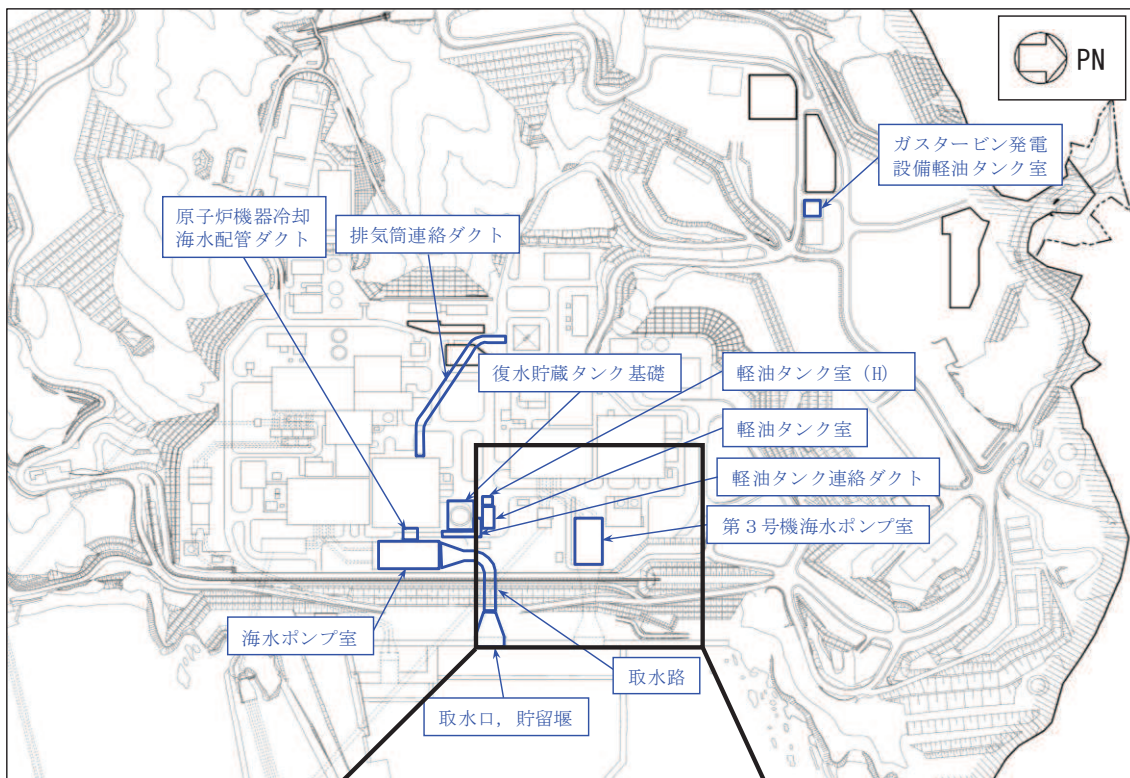 PN
ガスタービン発電
設備軽油タンク室
原子炉機器冷却
海水配管ダクト
排気筒連絡ダクト
復水貯蔵タンク基礎
軽油タンク室 (H)
軽油タンク室
軽油タンク連絡ダクト
第３号機海水ポンプ室
海水ポンプ室
取水路
取水口, 貯留堰